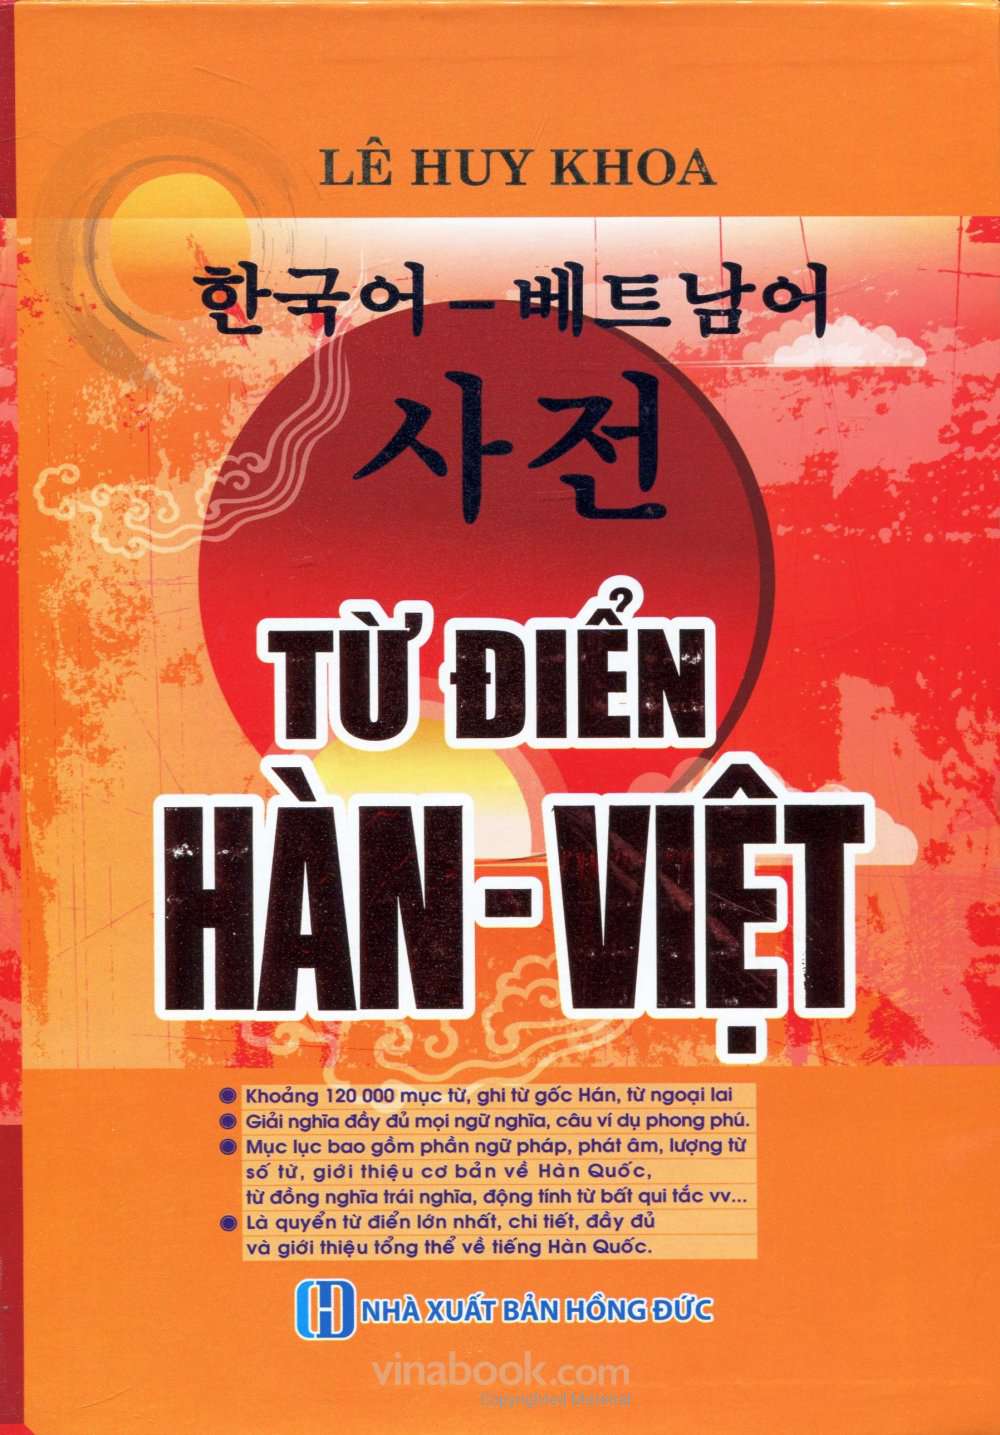 LÊ HUY KHOA
한국어 - 베트남어
사전
TỪ ĐIỂN
HÀN - VIỆT
Khoảng 120 000 mục từ, ghi từ gốc Hán, từ ngoại lai
Giải nghĩa đầy đủ mọi ngữ nghĩa, câu ví dụ phong phú.
Mục lục bao gồm phần ngữ pháp, phát âm, lượng từ
số từ, giới thiệu cơ bản về Hàn Quốc,
từ đồng nghĩa trái nghĩa, động tính từ bất qui tắc vv...
Là quyển từ điển lớn nhất, chi tiết, đầy đủ
và giới thiệu tổng thể về tiếng Hàn Quốc.
NHÀ XUẤT BẢN HỒNG ĐỨC
vinabook.com
Copyrighted Material